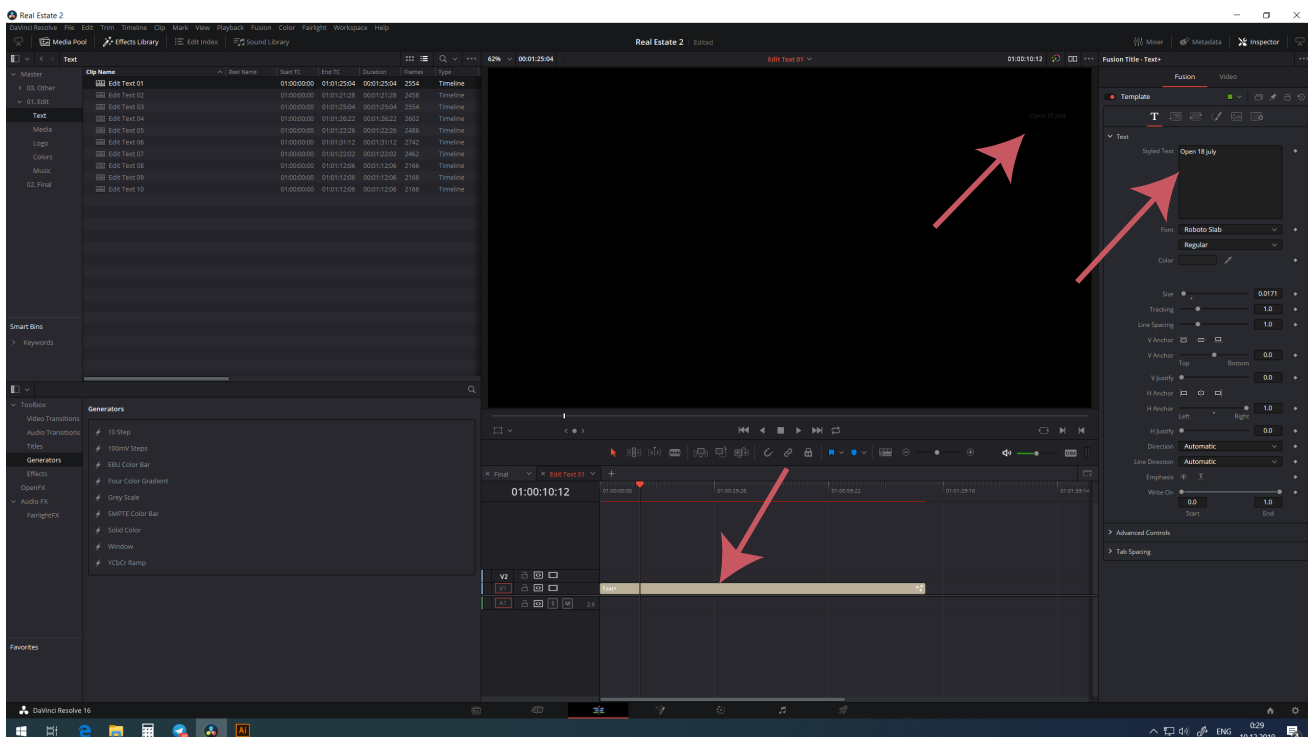 Real Estate 2
DaVinci Resolve File Edit Trim Timeline Clip Mark View Playback Fusion Color Fairlight Workspace Help
Media Pool Effects Library Edit Index Sound Library Real Estate 2 Edited Mixer Metadata Inspector
Text 62% 00:01:25:04 Edit Text 01 01:00:10:12 Fusion Title - Text+
Master
03. Other
01. Edit
Text
Media
Logo
Colors
Music
02. Final
Clip Name Reel Name Start TC End TC Duration Frames Type
Edit Text 01 01:00:00:00 01:01:25:04 00:01:25:04 2554 Timeline
Edit Text 02 01:00:00:00 01:01:21:28 00:01:21:28 2458 Timeline
Edit Text 03 01:00:00:00 01:01:25:04 00:01:25:04 2554 Timeline
Edit Text 04 01:00:00:00 01:01:26:22 00:01:26:22 2602 Timeline
Edit Text 05 01:00:00:00 01:01:22:26 00:01:22:26 2486 Timeline
Edit Text 06 01:00:00:00 01:01:31:12 00:01:31:12 2742 Timeline
Edit Text 07 01:00:00:00 01:01:22:02 00:01:22:02 2462 Timeline
Edit Text 08 01:00:00:00 01:01:12:06 00:01:12:06 2166 Timeline
Edit Text 09 01:00:00:00 01:01:12:06 00:01:12:06 2166 Timeline
Edit Text 10 01:00:00:00 01:01:12:06 00:01:12:06 2166 Timeline
Smart Bins
Keywords
Open 18 July
Fusion Video
Template
Text
Styled Text Open 18 july
Font Roboto Slab
Regular
Color
Size 0.0171
Tracking 1.0
Line Spacing 1.0
V Anchor
V Anchor 0.0
Top Bottom
V Justify 0.0
H Anchor
H Anchor 1.0
Left Right
H Justify 0.0
Direction Automatic
Line Direction Automatic
Emphasis
Write On
0.0 1.0
Start End
Advanced Controls
Tab Spacing
Toolbox
Video Transitions
Audio Transitions
Titles
Generators
Effects
OpenFX
Audio FX
FairlightFX
Favorites
Generators
10 Step
100mV Steps
EBU Color Bar
Four Color Gradient
Grey Scale
SMPTE Color Bar
Solid Color
Window
YCbCr Ramp
DIM
Final Edit Text 01
01:00:10:12 01:00:00:00 01:00:29:26 01:00:59:22 01:01:29:18 01:01:59:14
V2
V1 Text+
A1 S M 2.0
DaVinci Resolve 16
Ai
ENG
0:29
10.12.2019